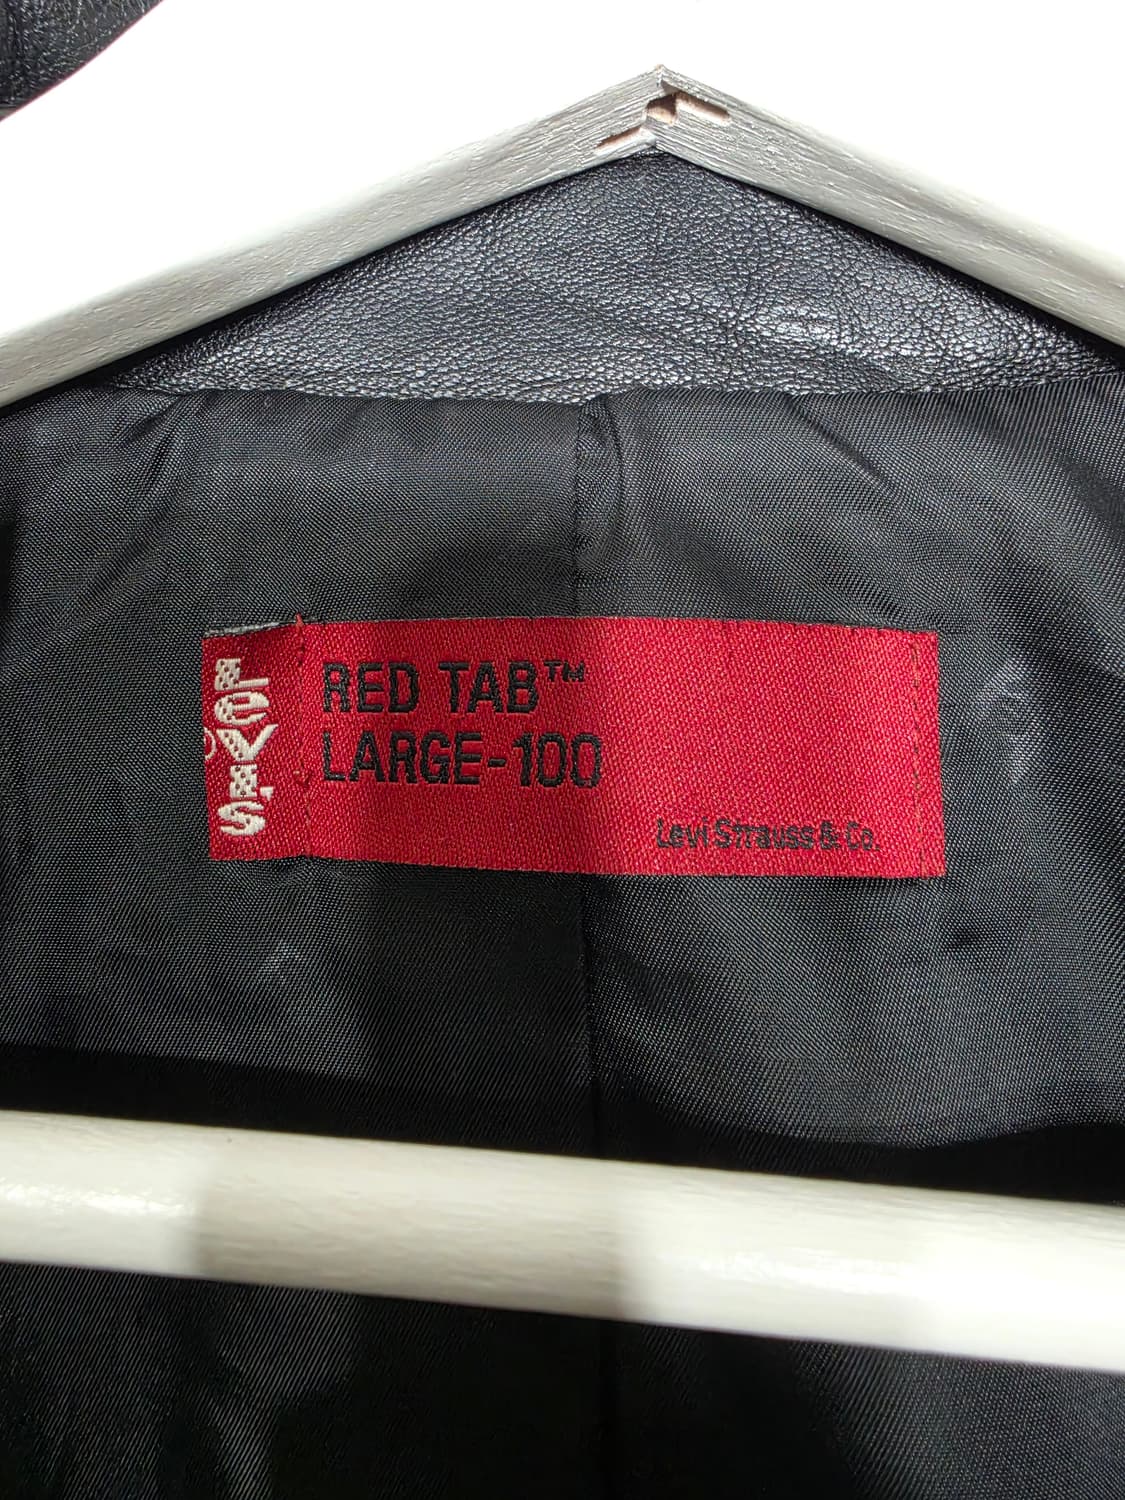 LEVI'S
RED TAB™
LARGE-100
Levi Strauss & Co.